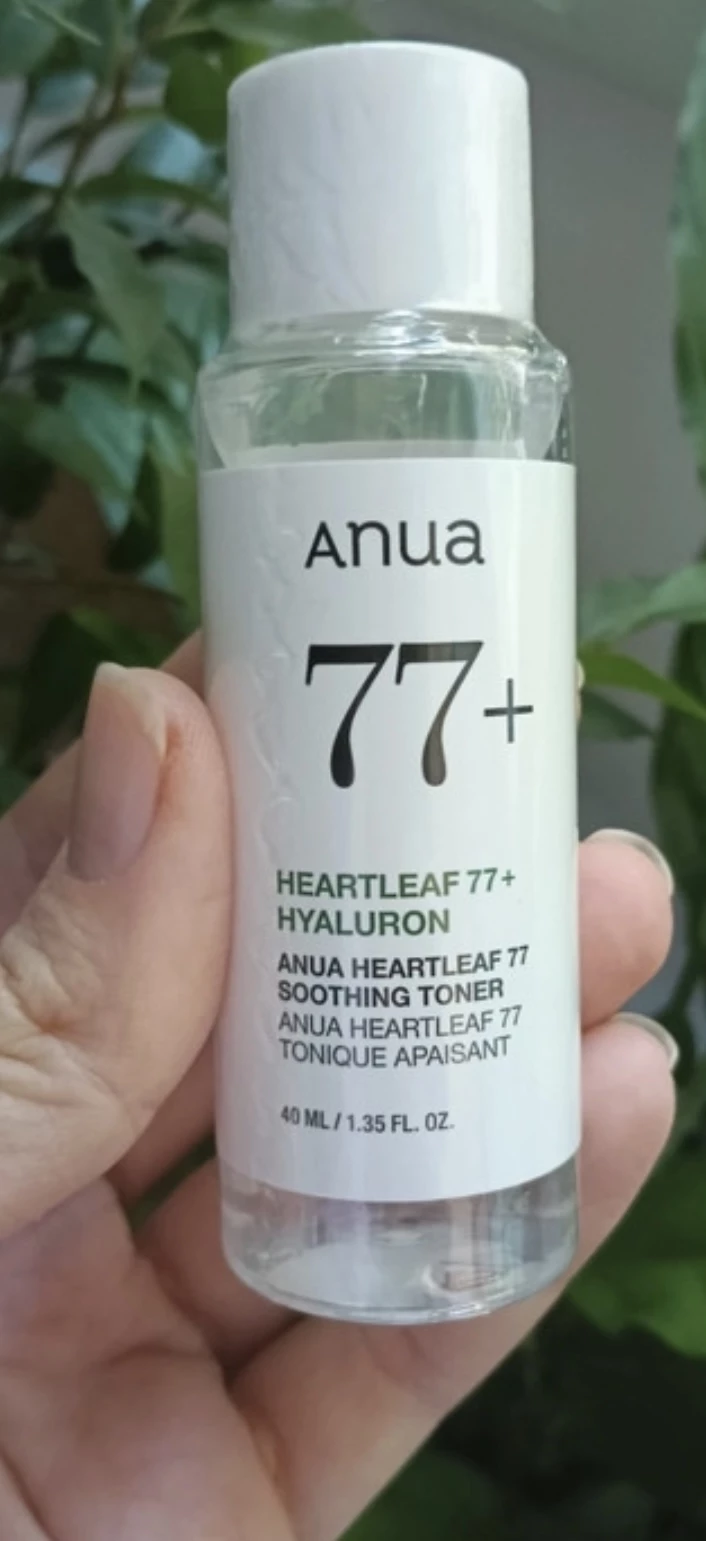 Anua
77+
HEARTLEAF 77+
HYALURON
ANUA HEARTLEAF 77
SOOTHING TONER
ANUA HEARTLEAF 77
TONIQUE APAISANT
40 ML / 1.35 FL. OZ.